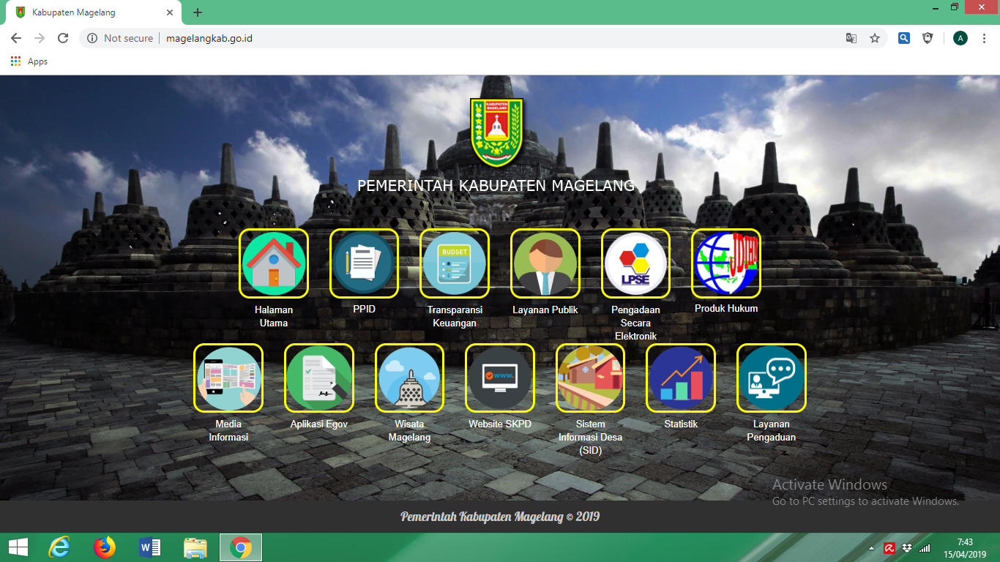 Kabupaten Magelang
Not secure
magelangkab.go.id
A
Apps
KABUPATEN
MAGELANG
PEMERINTAH KABUPATEN MAGELANG
BUDGET
LPSE
JDIH
Halaman
Utama
PPID
Transparansi
Keuangan
Layanan Publik
Pengadaan
Secara
Elektronik
Produk Hukum
www.
Media
Informasi
Aplikasi Egov
Wisata
Magelang
Website SKPD
Sistem
Informasi Desa
(SID)
Statistik
Layanan
Pengaduan
Activate Windows
Go to PC settings to activate Windows.
Pemerintah Kabupaten Magelang © 2019
7:43
15/04/2019